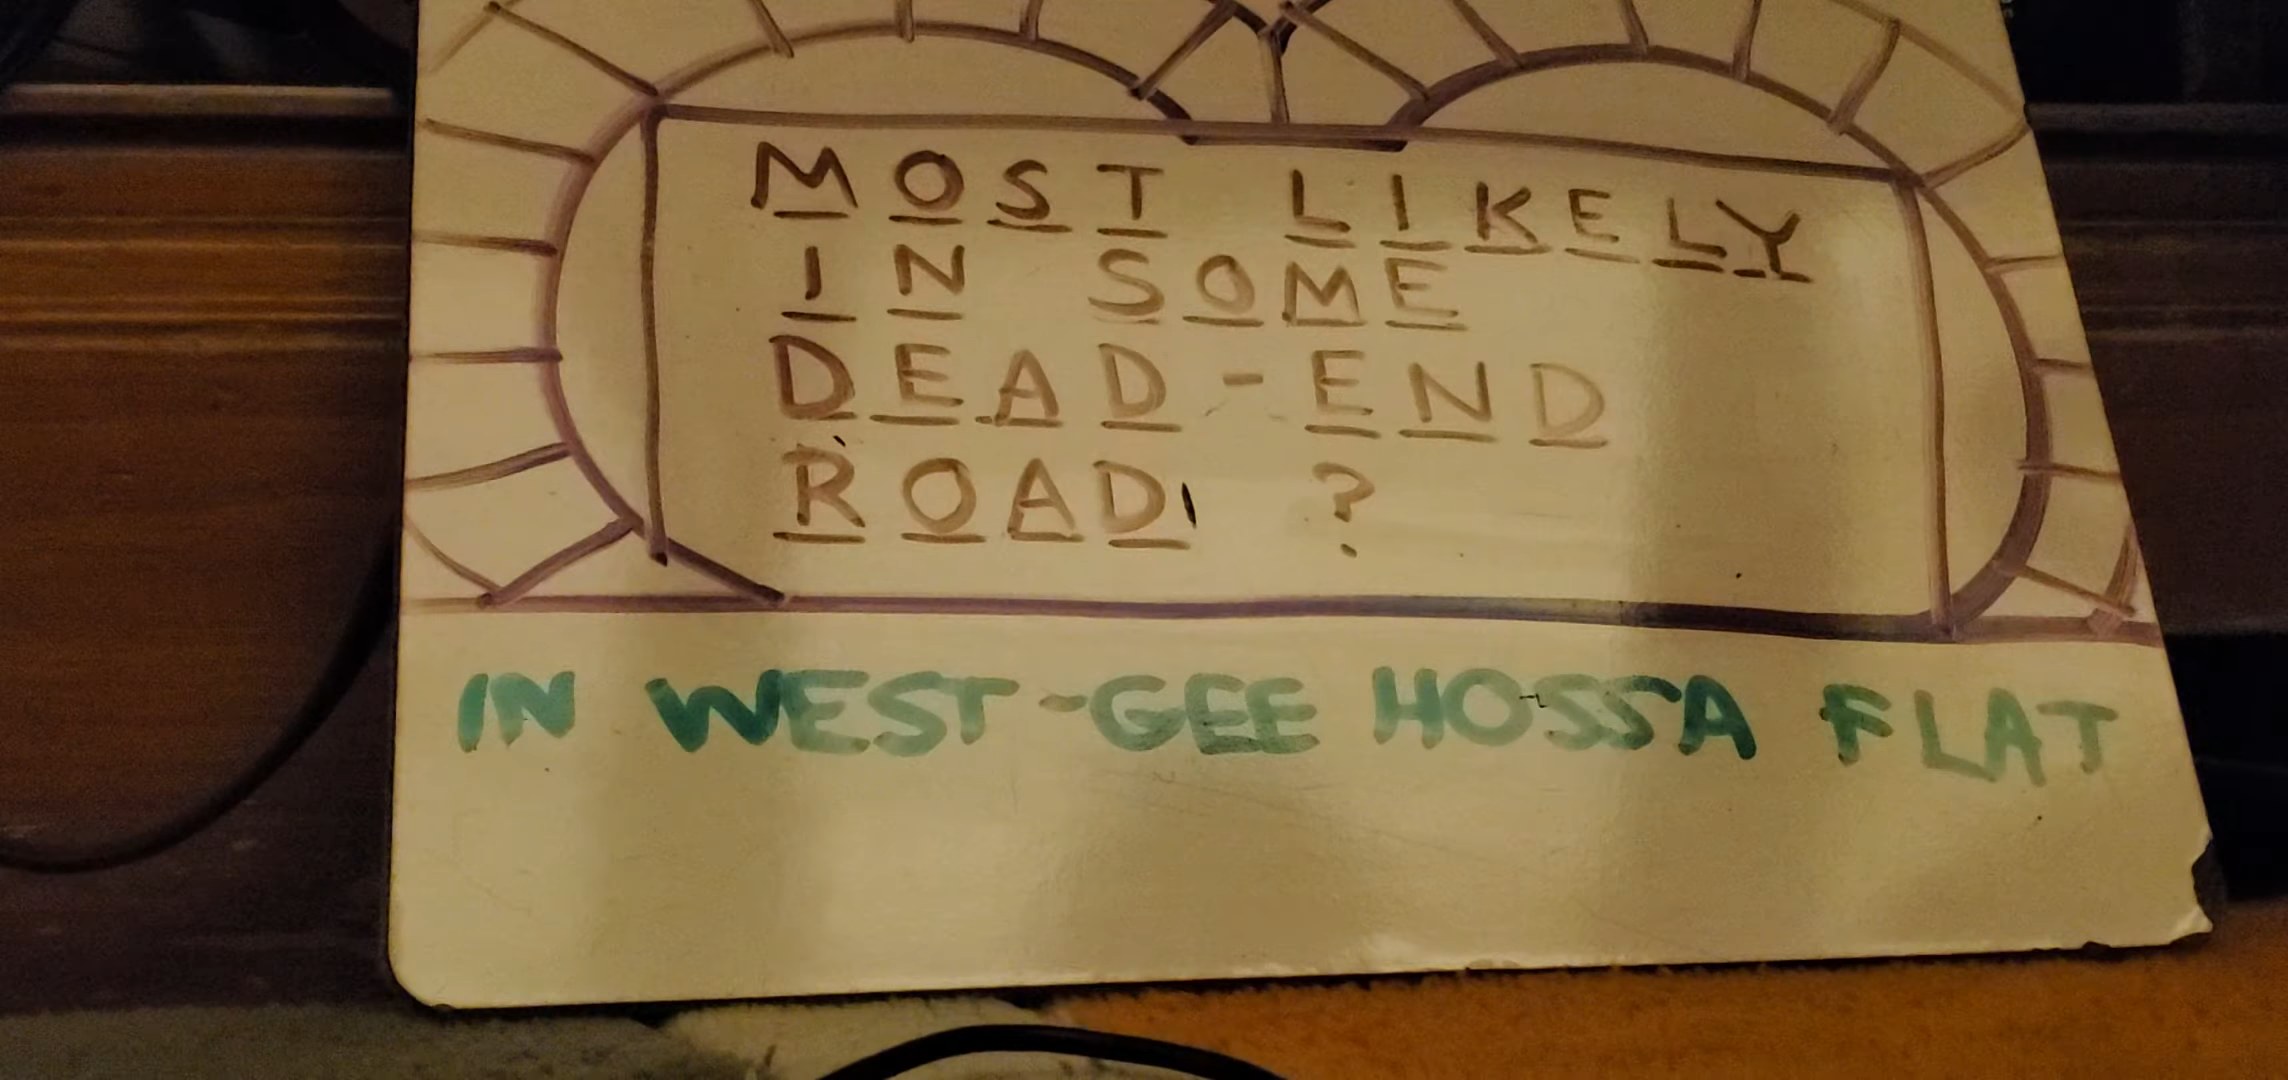 MOST LIKELY
IN SOME
DEAD-END
ROAD, ?
IN WEST-GEE HOSSA FLAT